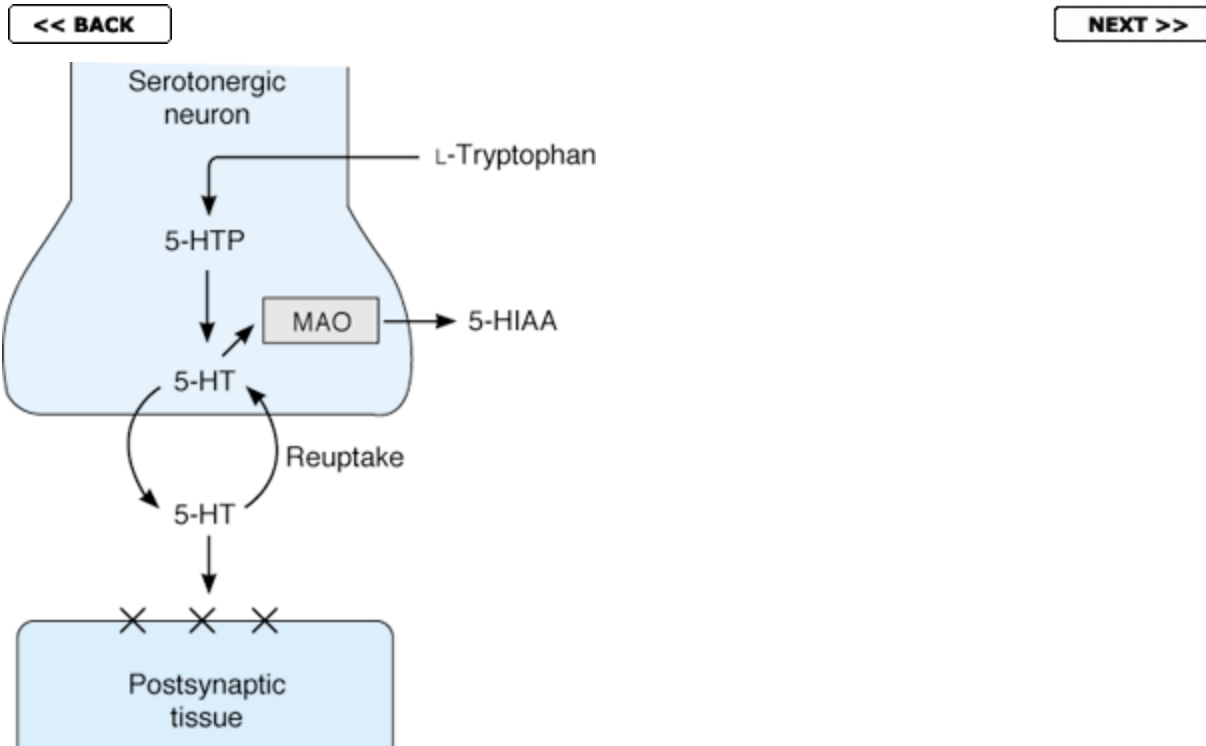 << BACK
NEXT >>
Serotonergic
neuron
L-Tryptophan
5-HTP
MAO
5-HIAA
5-HT
Reuptake
5-HT
Postsynaptic
tissue